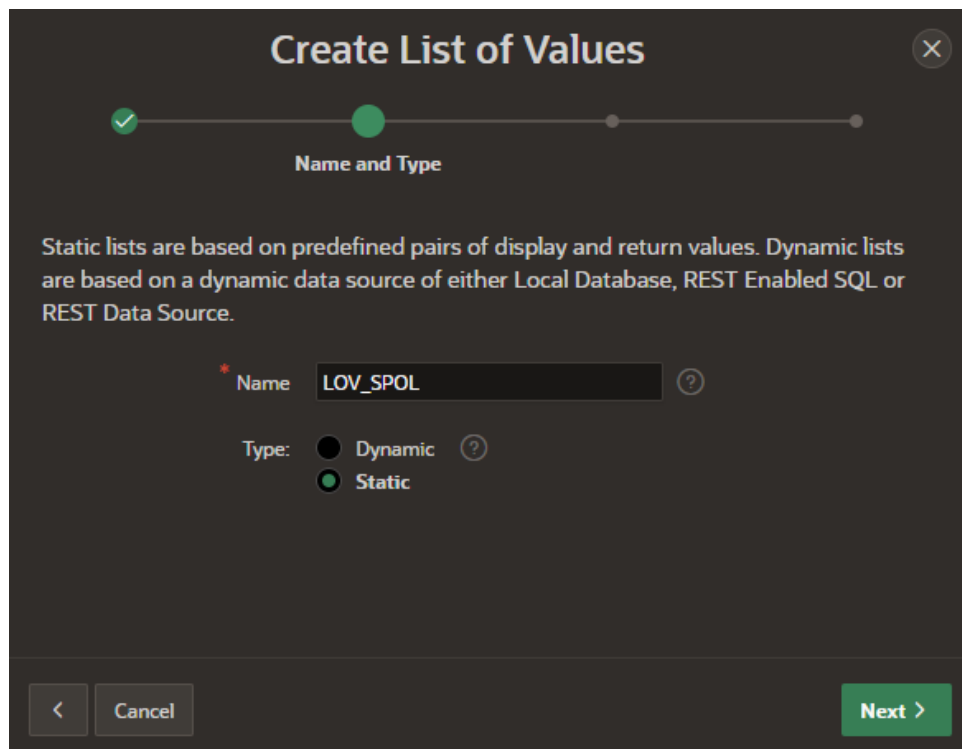 Create List of Values
Name and Type
Static lists are based on predefined pairs of display and return values. Dynamic lists
are based on a dynamic data source of either Local Database, REST Enabled SQL or
REST Data Source.
* Name LOV_SPOL ?
Type: Dynamic ?
Static
Cancel
Next